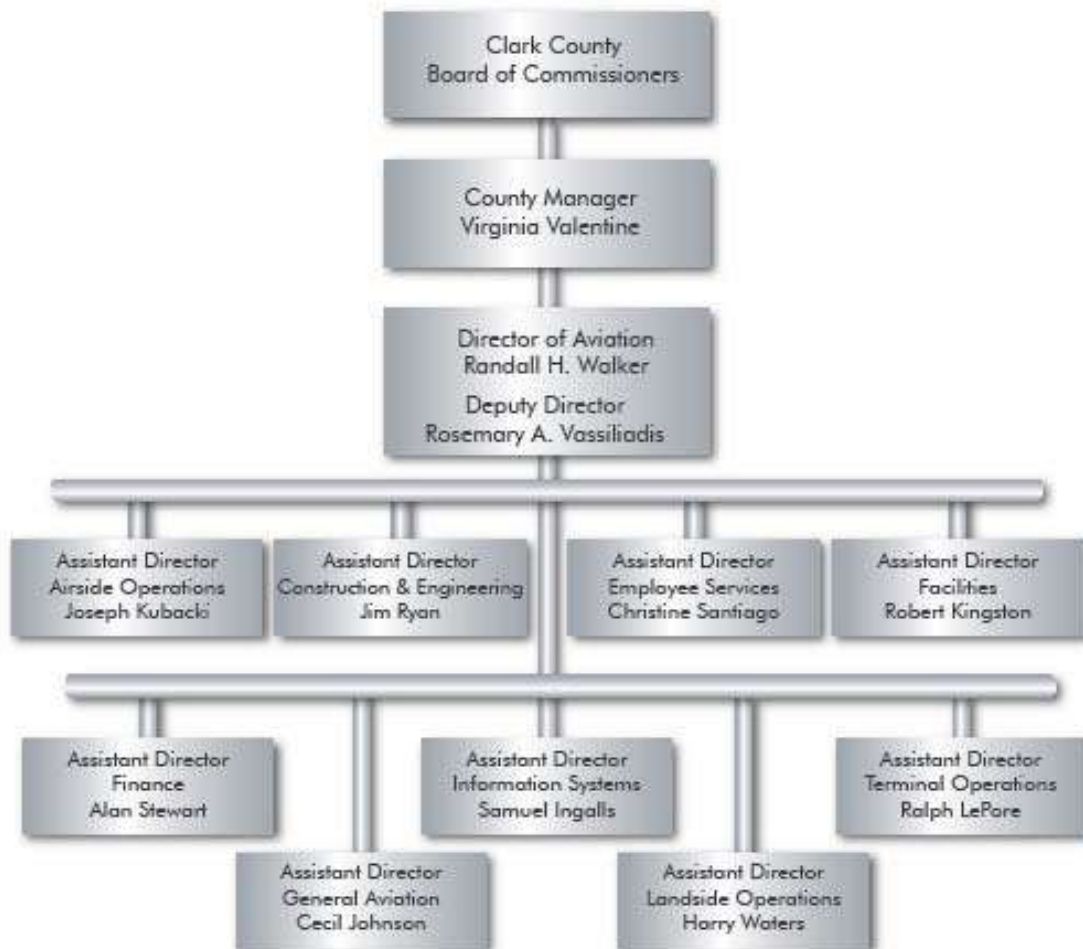 Clark County
Board of Commissioners
County Manager
Virginia Valentine
Director of Aviation
Randall H. Walker
Deputy Director
Rosemary A. Vassiliadis
Assistant Director
Airside Operations
Joseph Kubacki
Assistant Director
Construction & Engineering
Jim Ryan
Assistant Director
Employee Services
Christine Santiago
Assistant Director
Facilities
Robert Kingston
Assistant Director
Finance
Alan Stewart
Assistant Director
Information Systems
Samuel Ingalls
Assistant Director
Terminal Operations
Ralph LePore
Assistant Director
General Aviation
Cecil Johnson
Assistant Director
Landside Operations
Harry Waters